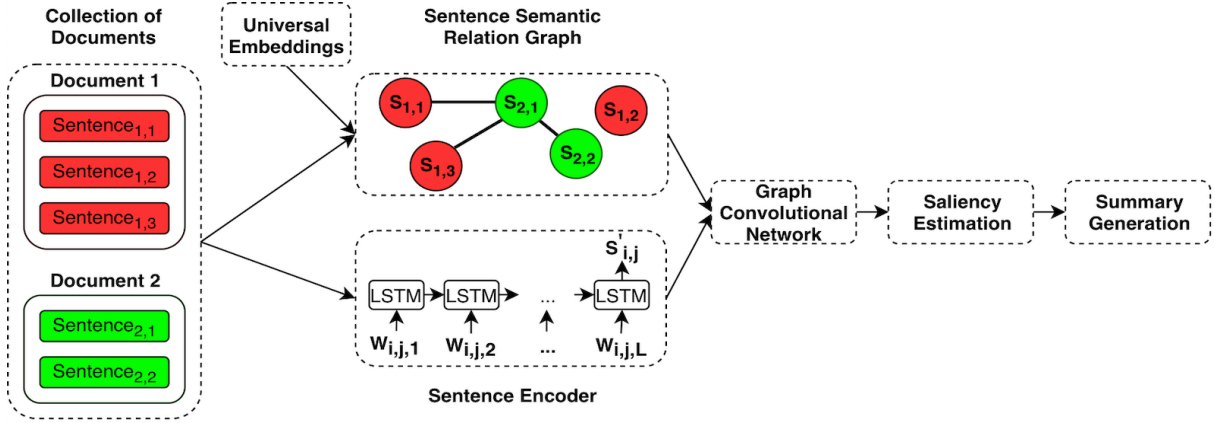 Collection of
Documents
Document 1
Sentence1,1
Sentence1,2
Sentence1,3
Document 2
Sentence2,1
Sentence2,2
Universal
Embeddings
Sentence Semantic
Relation Graph
S1,1
S2,1
S1,2
S1,3
S2,2
S'i,j
LSTM
LSTM
...
LSTM
Wi,j,1
Wi,j,2
...
Wi,j,L
Sentence Encoder
Graph
Convolutional
Network
Saliency
Estimation
Summary
Generation